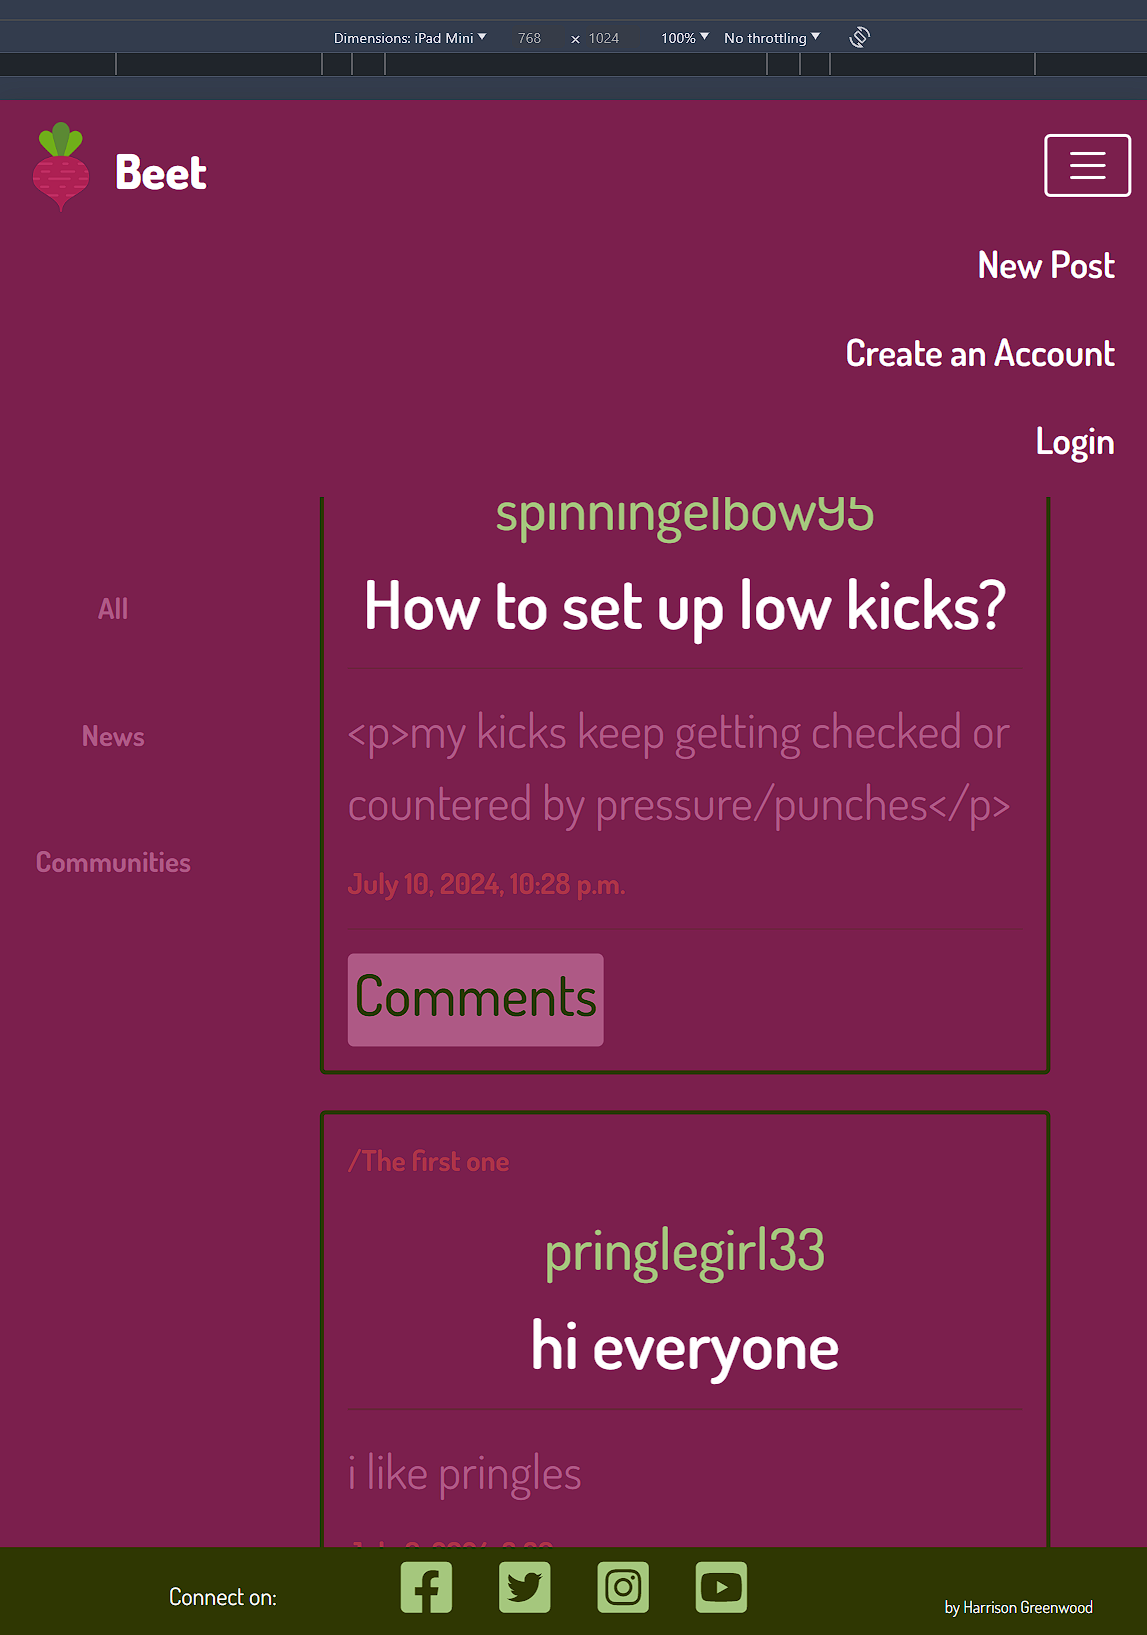 Dimensions: iPad Mini 768 x 1024 100% No throttling
Beet
New Post
Create an Account
Login
spinningelbow95
How to set up low kicks?
All
<p>my kicks keep getting checked or
News
countered by pressure/punches</p>
Communities
July 10, 2024, 10:28 p.m.
Comments
/The first one
pringlegirl33
hi everyone
i like pringles
Connect on:
by Harrison Greenwood